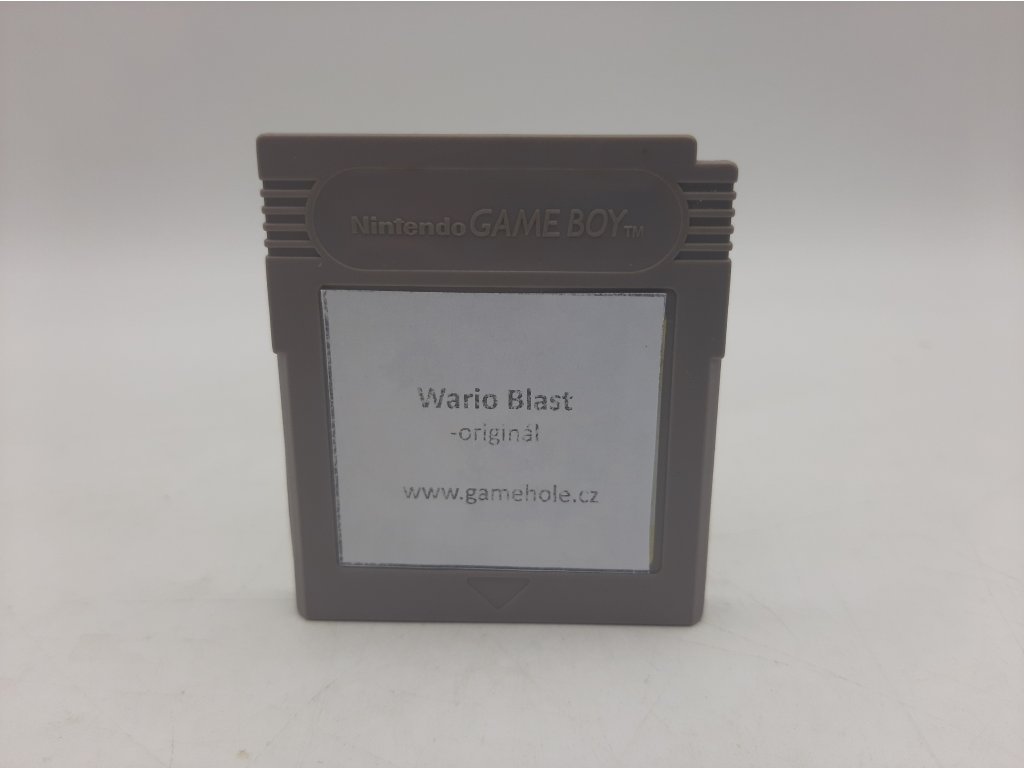 Nintendo GAME BOY TM
Wario Blast
-originál
www.gamehole.cz